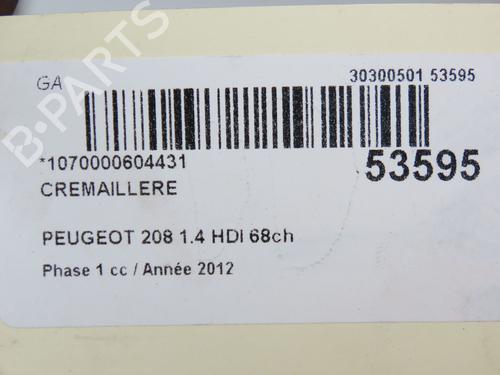 GA
30300501 53595
*1070000604431
53595
CREMAILLERE
PEUGEOT 208 1.4 HDI 68ch
Phase 1 cc / Année 2012
B-PARTS